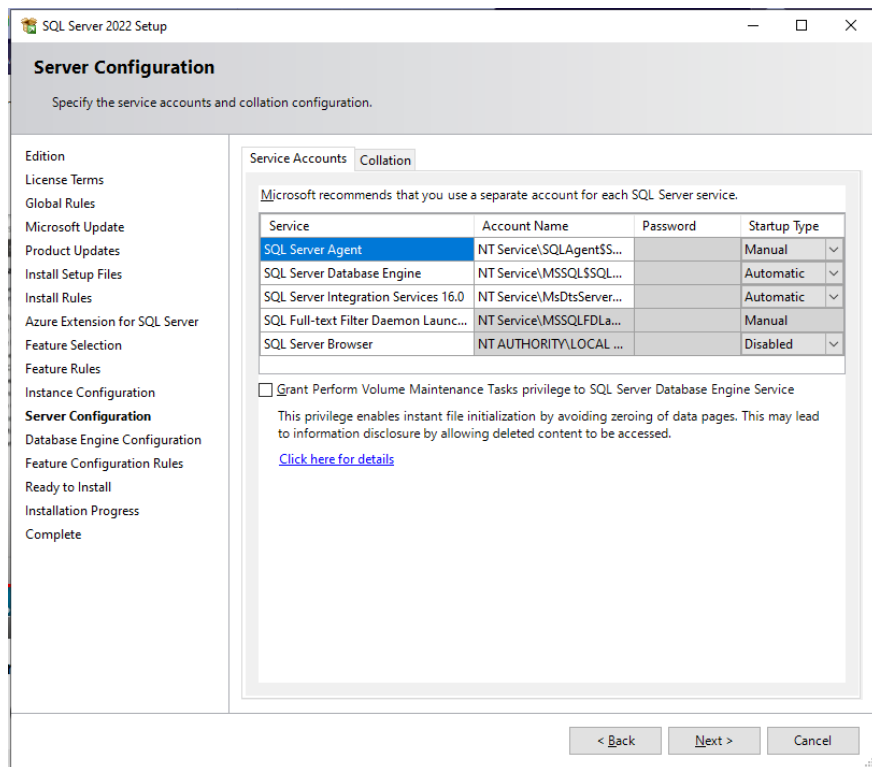 SQL Server 2022 Setup
Server Configuration
Specify the service accounts and collation configuration.
Edition
License Terms
Global Rules
Microsoft Update
Product Updates
Install Setup Files
Install Rules
Azure Extension for SQL Server
Feature Selection
Feature Rules
Instance Configuration
Server Configuration
Database Engine Configuration
Feature Configuration Rules
Ready to Install
Installation Progress
Complete
Service Accounts Collation
Microsoft recommends that you use a separate account for each SQL Server service.
Service Account Name Password Startup Type
SQL Server Agent NT Service\SQLAgent$S... Manual
SQL Server Database Engine NT Service\MSSQL$SQL... Automatic
SQL Server Integration Services 16.0 NT Service\MsDtsServer... Automatic
SQL Full-text Filter Daemon Launc... NT Service\MSSQLFDLa... Manual
SQL Server Browser NT AUTHORITY\LOCAL ... Disabled
Grant Perform Volume Maintenance Tasks privilege to SQL Server Database Engine Service
This privilege enables instant file initialization by avoiding zeroing of data pages. This may lead
to information disclosure by allowing deleted content to be accessed.
Click here for details
< Back Next > Cancel